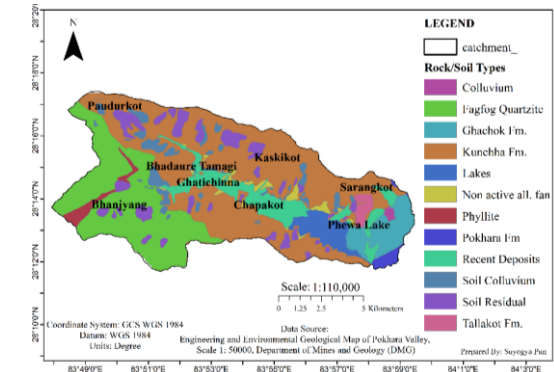 28°20'0"N
28°18'0"N
28°16'0"N
28°14'0"N
28°12'0"N
28°10'0"N
N
Paudurkot
Kaskikot
Bhadaure Tamagi
Ghatichinna
Sarangkot
Bhanjyang
Chapakot
Phewa Lake
LEGEND
catchment_
Rock/Soil Types
Colluvium
Fagfog Quartzite
Ghachok Fm.
Kunchha Fm.
Lakes
Non active all. fan
Phyllite
Pokhara Fm
Recent Deposits
Soil Colluvium
Soil Residual
Tallakot Fm.
Scale: 1:110,000
0 1.25 2.5 5 Kilometers
Coordinate System: GCS WGS 1984
Datum: WGS 1984
Units: Degree
Data Source:
Engineering and Environmental Geological Map of Pokhara Valley,
Scale 1: 50000, Department of Mines and Geology (DMG)
Prepared By: Suyogya Pun
83°49'0"E 83°51'0"E 83°53'0"E 83°55'0"E 83°57'0"E 83°59'0"E 84°1'0"E 84°3'0"E